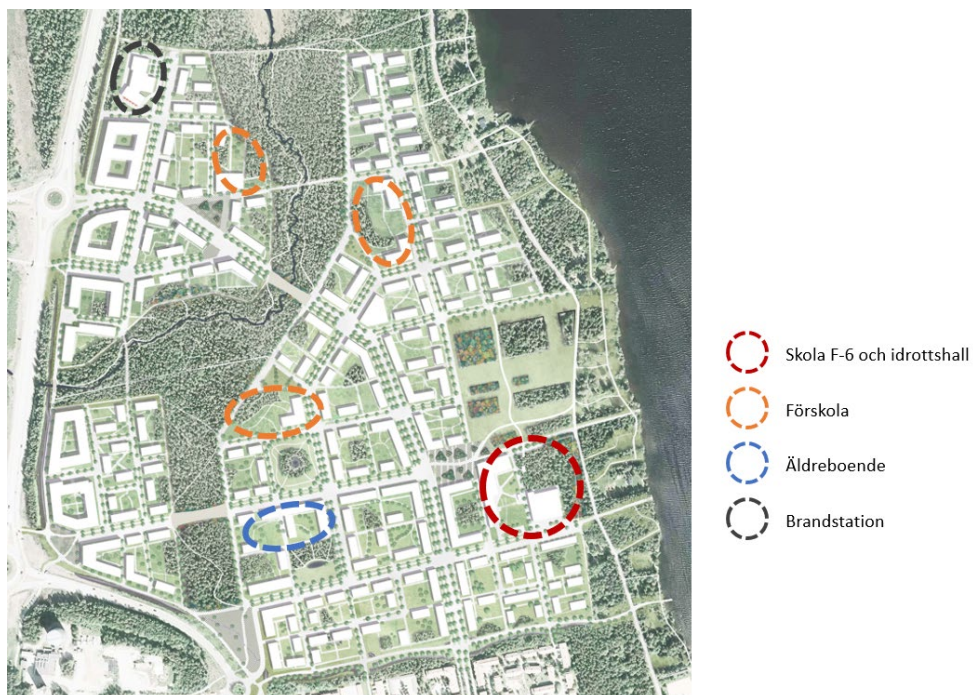 Skola F-6 och idrottshall
Förskola
Äldreboende
Brandstation